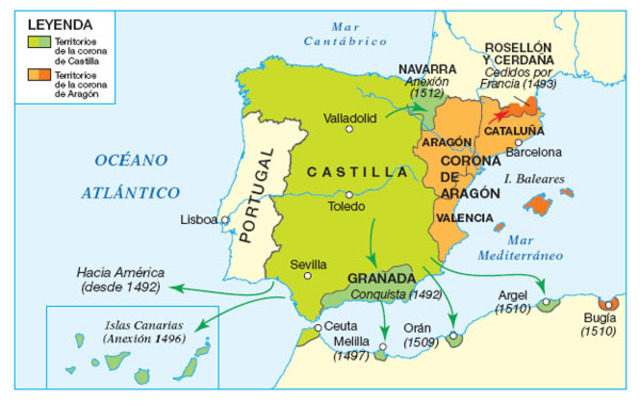 LEYENDA
Territorios
de la corona
de Castilla
Territorios
de la corona
de Aragón
Mar
Cantábrico
NAVARRA
Anexión
(1512)
ROSELLÓN
Y CERDAÑA
Cedidos por
Francia (1493)
Valladolid
ARAGÓN
CATALUÑA
Barcelona
OCÉANO
ATLÁNTICO
PORTUGAL
CASTILLA
CORONA
DE
ARAGÓN
I. Baleares
Toledo
Lisboa
VALENCIA
Mar
Mediterráneo
Sevilla
Hacia América
(desde 1492)
GRANADA
Conquista (1492)
Argel
(1510)
Bugía
(1510)
Islas Canarias
(Anexión 1496)
Ceuta
Melilla
(1497)
Orán
(1509)